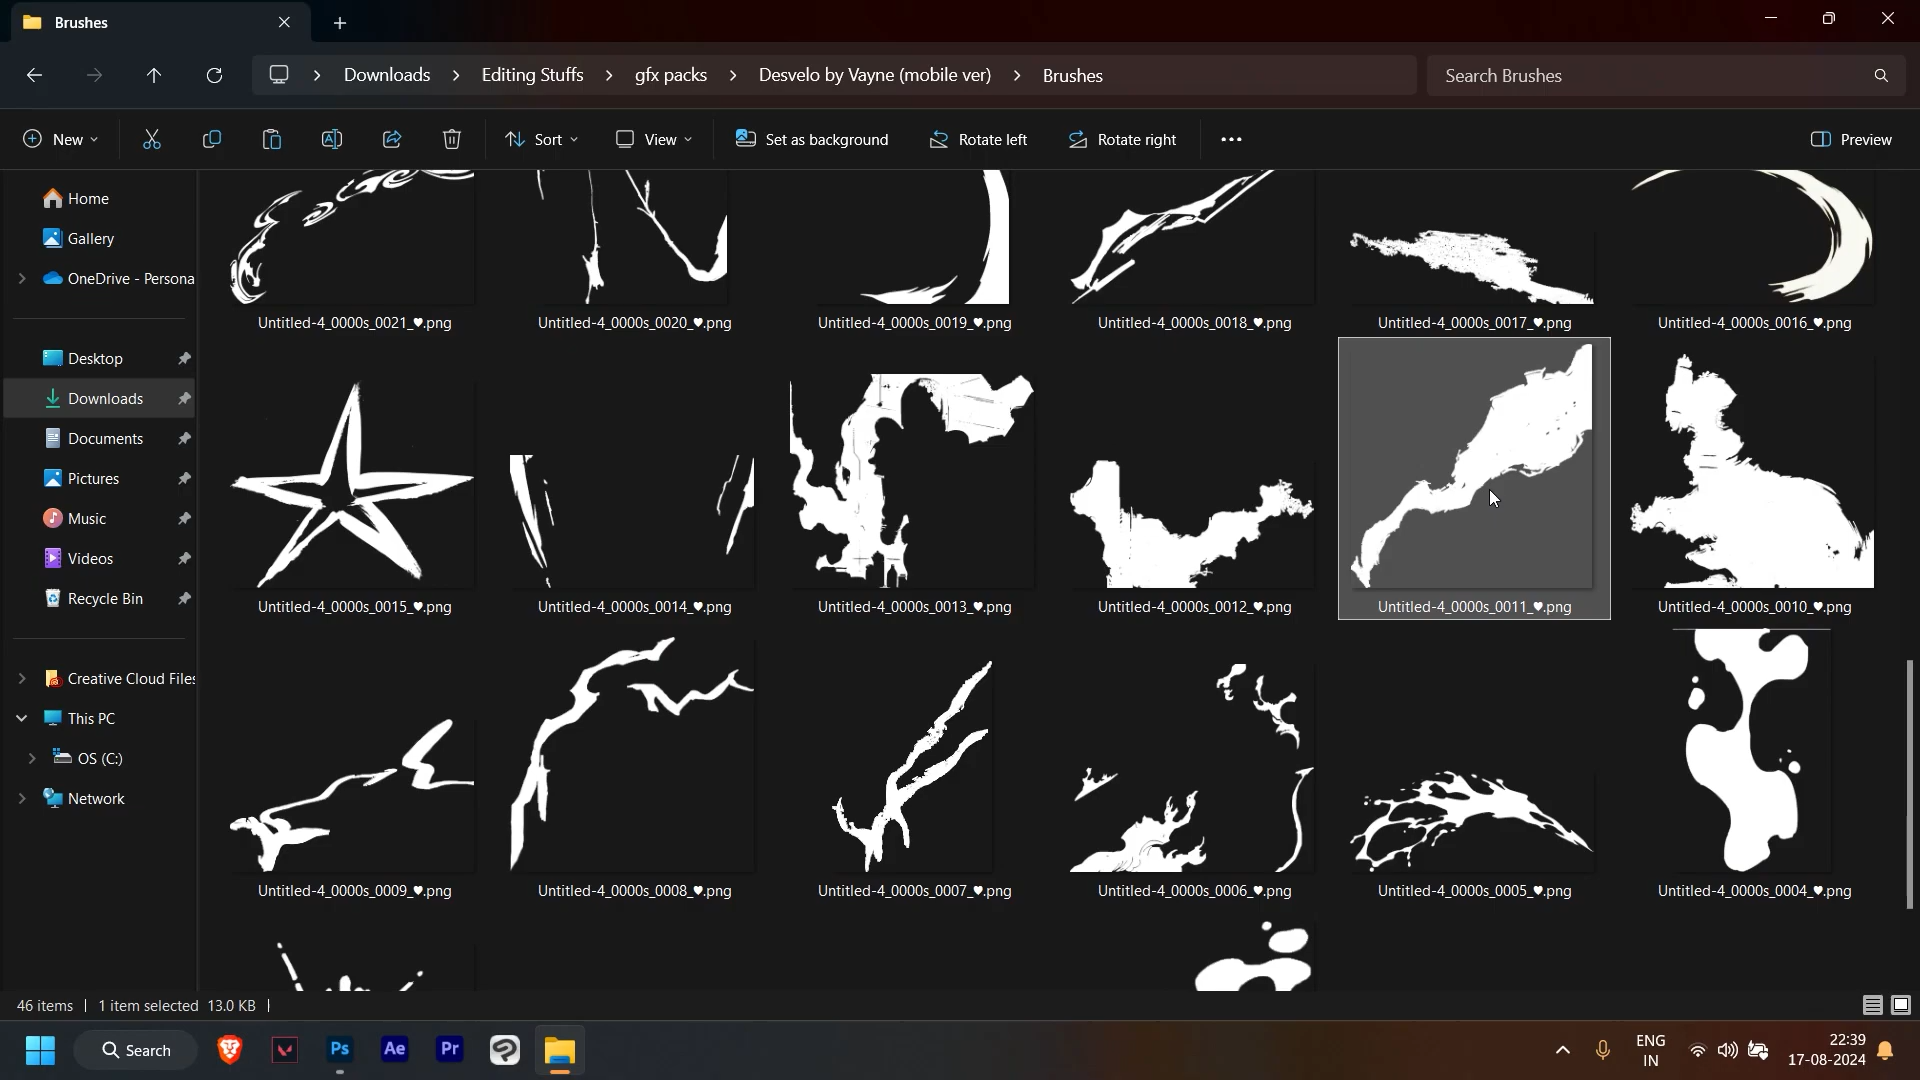 Brushes
Downloads > Editing Stuffs > gfx packs > Desvelo by Vayne (mobile ver) > Brushes
Search Brushes
New
Sort
View
Set as background
Rotate left
Rotate right
Preview
Home
Gallery
OneDrive - Persona
Desktop
Downloads
Documents
Pictures
Music
Videos
Recycle Bin
Creative Cloud Files
This PC
OS (C:)
Network
Untitled-4_0000s_0021_♥.png
Untitled-4_0000s_0020_♥.png
Untitled-4_0000s_0019_♥.png
Untitled-4_0000s_0018_♥.png
Untitled-4_0000s_0017_♥.png
Untitled-4_0000s_0016_♥.png
Untitled-4_0000s_0015_♥.png
Untitled-4_0000s_0014_♥.png
Untitled-4_0000s_0013_♥.png
Untitled-4_0000s_0012_♥.png
Untitled-4_0000s_0011_♥.png
Untitled-4_0000s_0010_♥.png
Untitled-4_0000s_0009_♥.png
Untitled-4_0000s_0008_♥.png
Untitled-4_0000s_0007_♥.png
Untitled-4_0000s_0006_♥.png
Untitled-4_0000s_0005_♥.png
Untitled-4_0000s_0004_♥.png
46 items | 1 item selected 13.0 KB |
Search
Ps
Ae
Pr
ENG
IN
22:39
17-08-2024